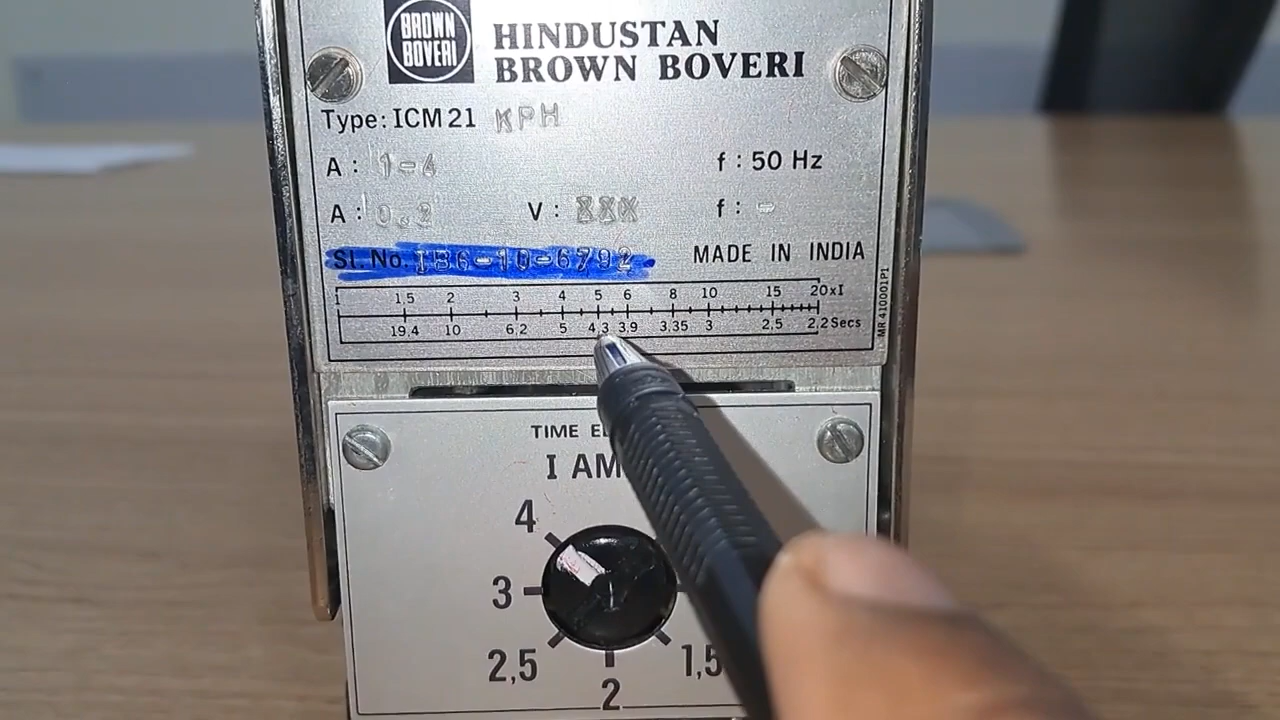 BROWN
BOVERI
HINDUSTAN
BROWN BOVERI
Type: ICM 21 KPH
A: 1-4 f: 50 Hz
A: V: f: -
Sl. No. MADE IN INDIA
1 1.5 2 3 4 5 6 8 10 15 20xI
19,4 10 6,2 5 4,3 3,9 3,35 3 2,5 2,2 Secs
MR 410001P1
TIME
I
4
3
2,5
2
1,5